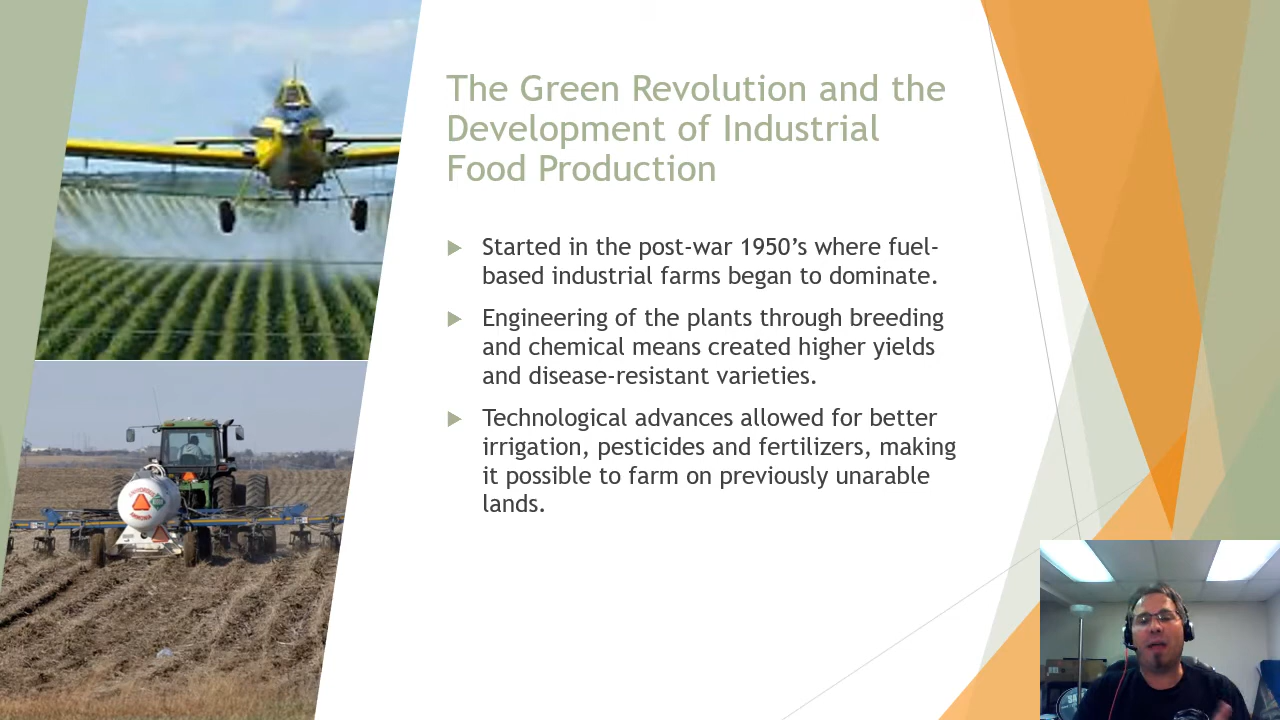 The Green Revolution and the
Development of Industrial
Food Production
Started in the post-war 1950’s where fuel-
based industrial farms began to dominate.
Engineering of the plants through breeding
and chemical means created higher yields
and disease-resistant varieties.
Technological advances allowed for better
irrigation, pesticides and fertilizers, making
it possible to farm on previously unarable
lands.